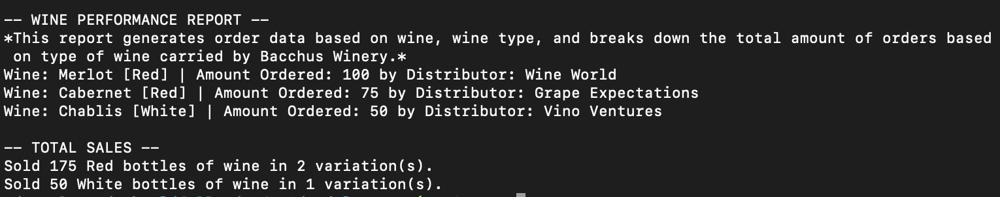 -- WINE PERFORMANCE REPORT --
*This report generates order data based on wine, wine type, and breaks down the total amount of orders based
on type of wine carried by Bacchus Winery.*
Wine: Merlot [Red] | Amount Ordered: 100 by Distributor: Wine World
Wine: Cabernet [Red] | Amount Ordered: 75 by Distributor: Grape Expectations
Wine: Chablis [White] | Amount Ordered: 50 by Distributor: Vino Ventures
-- TOTAL SALES --
Sold 175 Red bottles of wine in 2 variation(s).
Sold 50 White bottles of wine in 1 variation(s).